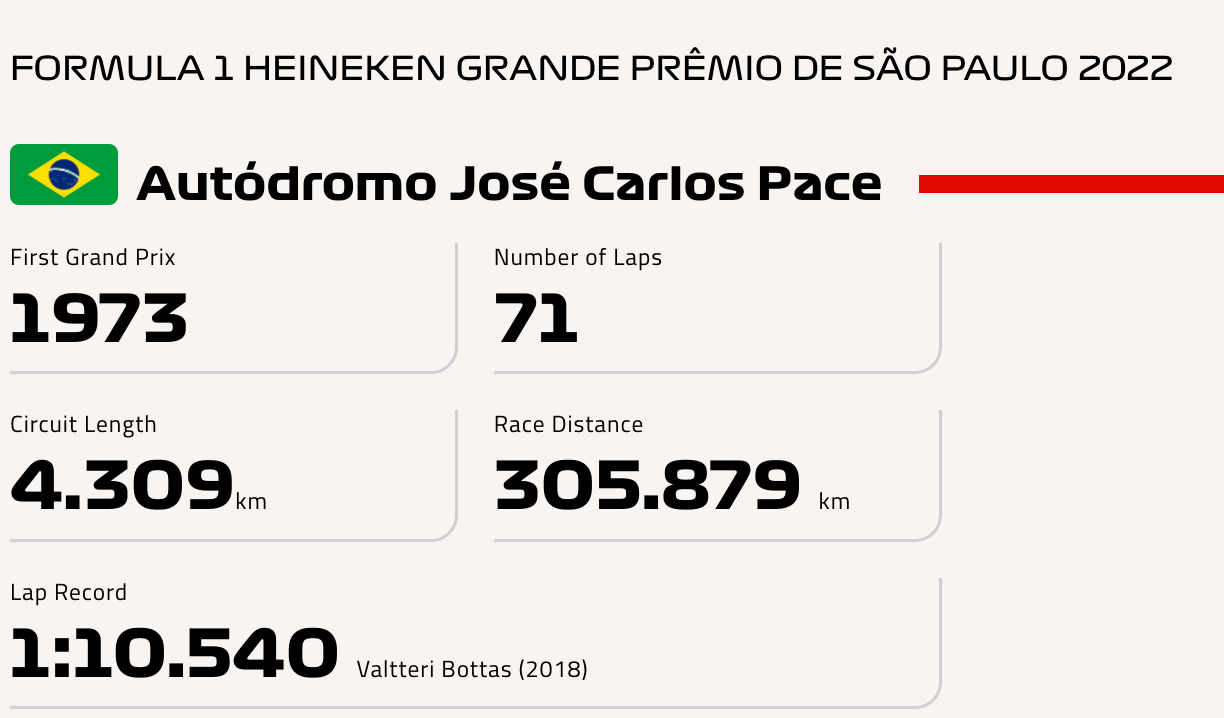 FORMULA 1 HEINEKEN GRANDE PRÊMIO DE SÃO PAULO 2022
Autódromo José Carlos Pace
First Grand Prix
1973
Number of Laps
71
Circuit Length
4.309km
Race Distance
305.879 km
Lap Record
1:10.540 Valtteri Bottas (2018)